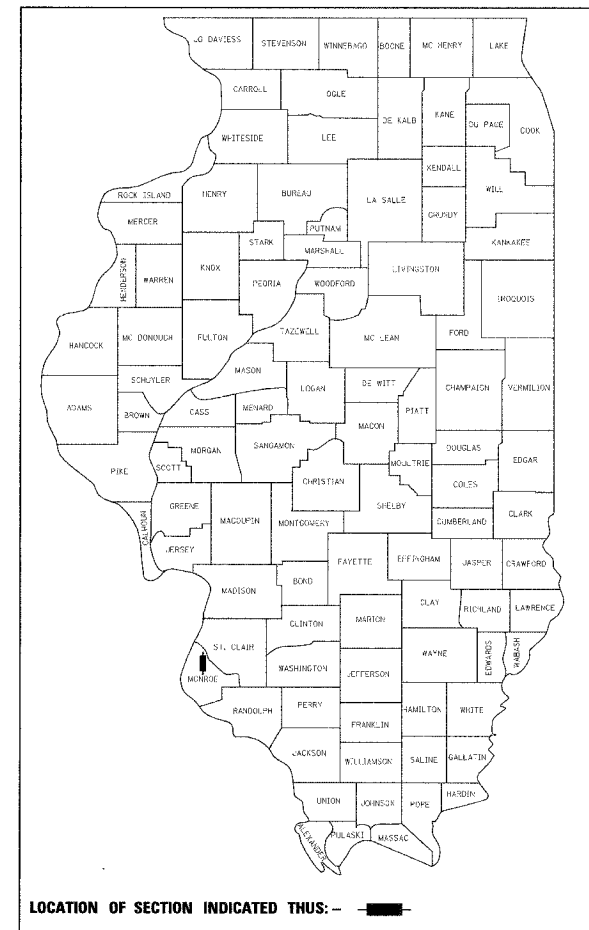 JO DAVIESS STEVENSON WINNEBAGO BOONE MC HENRY LAKE
CARROLL OGLE DE KALB KANE DU PAGE COOK
WHITESIDE LEE KENDALL WILL
ROCK ISLAND HENRY BUREAU LA SALLE GRUNDY
MERCER PUTNAM KANKAKEE
HENDERSON WARREN KNOX STARK MARSHALL LIVINGSTON
PEORIA WOODFORD IROQUOIS
HANCOCK MC DONOUGH FULTON TAZEWELL MC LEAN FORD
SCHUYLER MASON LOGAN DE WITT CHAMPAIGN VERMILION
ADAMS BROWN CASS MENARD PIATT
MACON
PIKE SCOTT MORGAN SANGAMON MOULTRIE DOUGLAS EDGAR
CHRISTIAN COLES
CALHOUN GREENE MACOUPIN MONTGOMERY SHELBY CUMBERLAND CLARK
JERSEY FAYETTE EFFINGHAM JASPER CRAWFORD
MADISON BOND
CLAY RICHLAND LAWRENCE
CLINTON MARION
ST. CLAIR WAYNE EDWARDS WABASH
WASHINGTON JEFFERSON
MONROE
RANDOLPH PERRY HAMILTON WHITE
FRANKLIN
JACKSON WILLIAMSON SALINE GALLATIN
HARDIN
UNION JOHNSON POPE
ALEXANDER PULASKI MASSAC
LOCATION OF SECTION INDICATED THUS: –